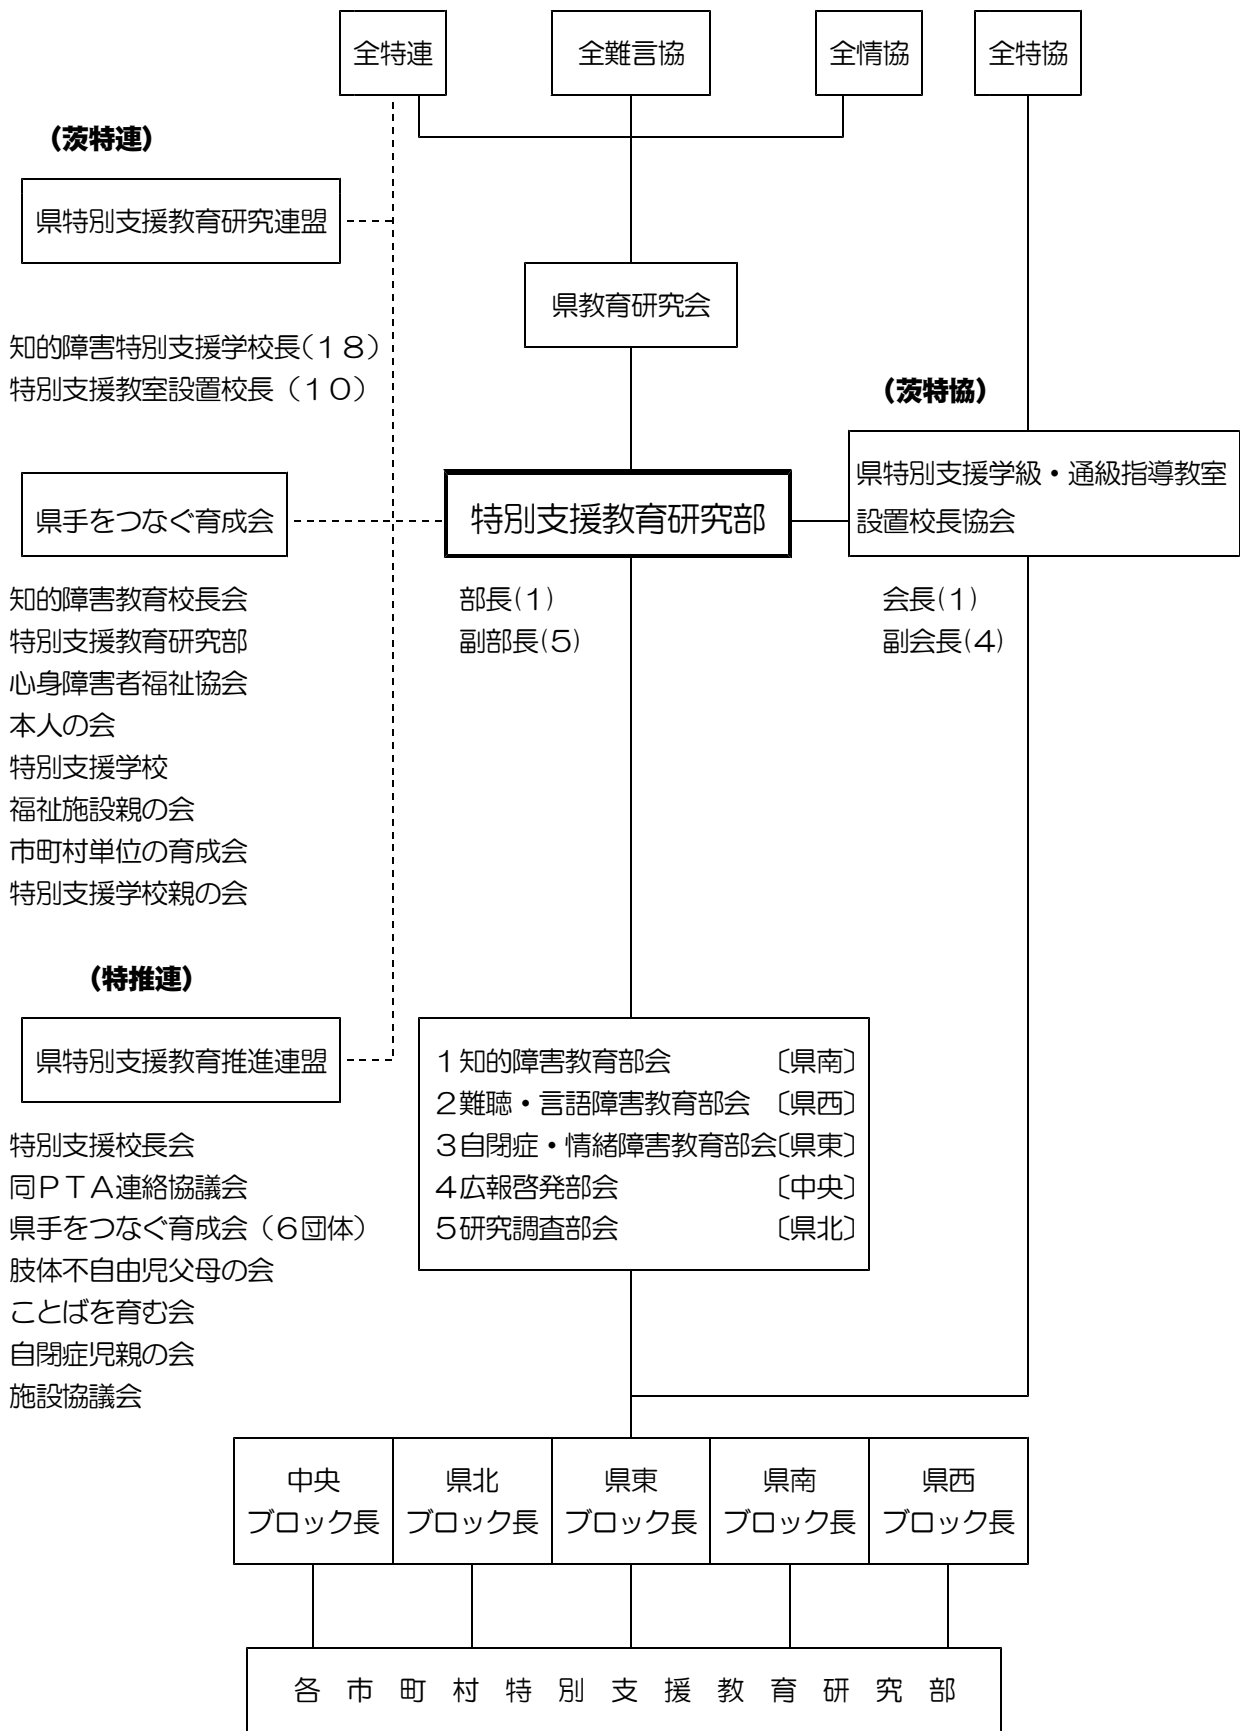 全特連
全難言協
全情協
全特協
（茨特連）
県特別支援教育研究連盟
県教育研究会
知的障害特別支援学校長（１８）
特別支援教室設置校長（１０）
（茨特協）
県特別支援学級・通級指導教室
設置校長協会
県手をつなぐ育成会
特別支援教育研究部
知的障害教育校長会
特別支援教育研究部
心身障害者福祉協会
本人の会
特別支援学校
福祉施設親の会
市町村単位の育成会
特別支援学校親の会
部長(１)
副部長(５)
会長(１)
副会長(４)
（特推連）
県特別支援教育推進連盟
特別支援校長会
同ＰＴＡ連絡協議会
県手をつなぐ育成会（６団体）
肢体不自由児父母の会
ことばを育む会
自閉症児親の会
施設協議会
１知的障害教育部会　〔県南〕
２難聴・言語障害教育部会　〔県西〕
３自閉症・情緒障害教育部会〔県東〕
４広報啓発部会　〔中央〕
５研究調査部会　〔県北〕
中央
ブロック長
県北
ブロック長
県東
ブロック長
県南
ブロック長
県西
ブロック長
各　市　町　村　特　別　支　援　教　育　研　究　部